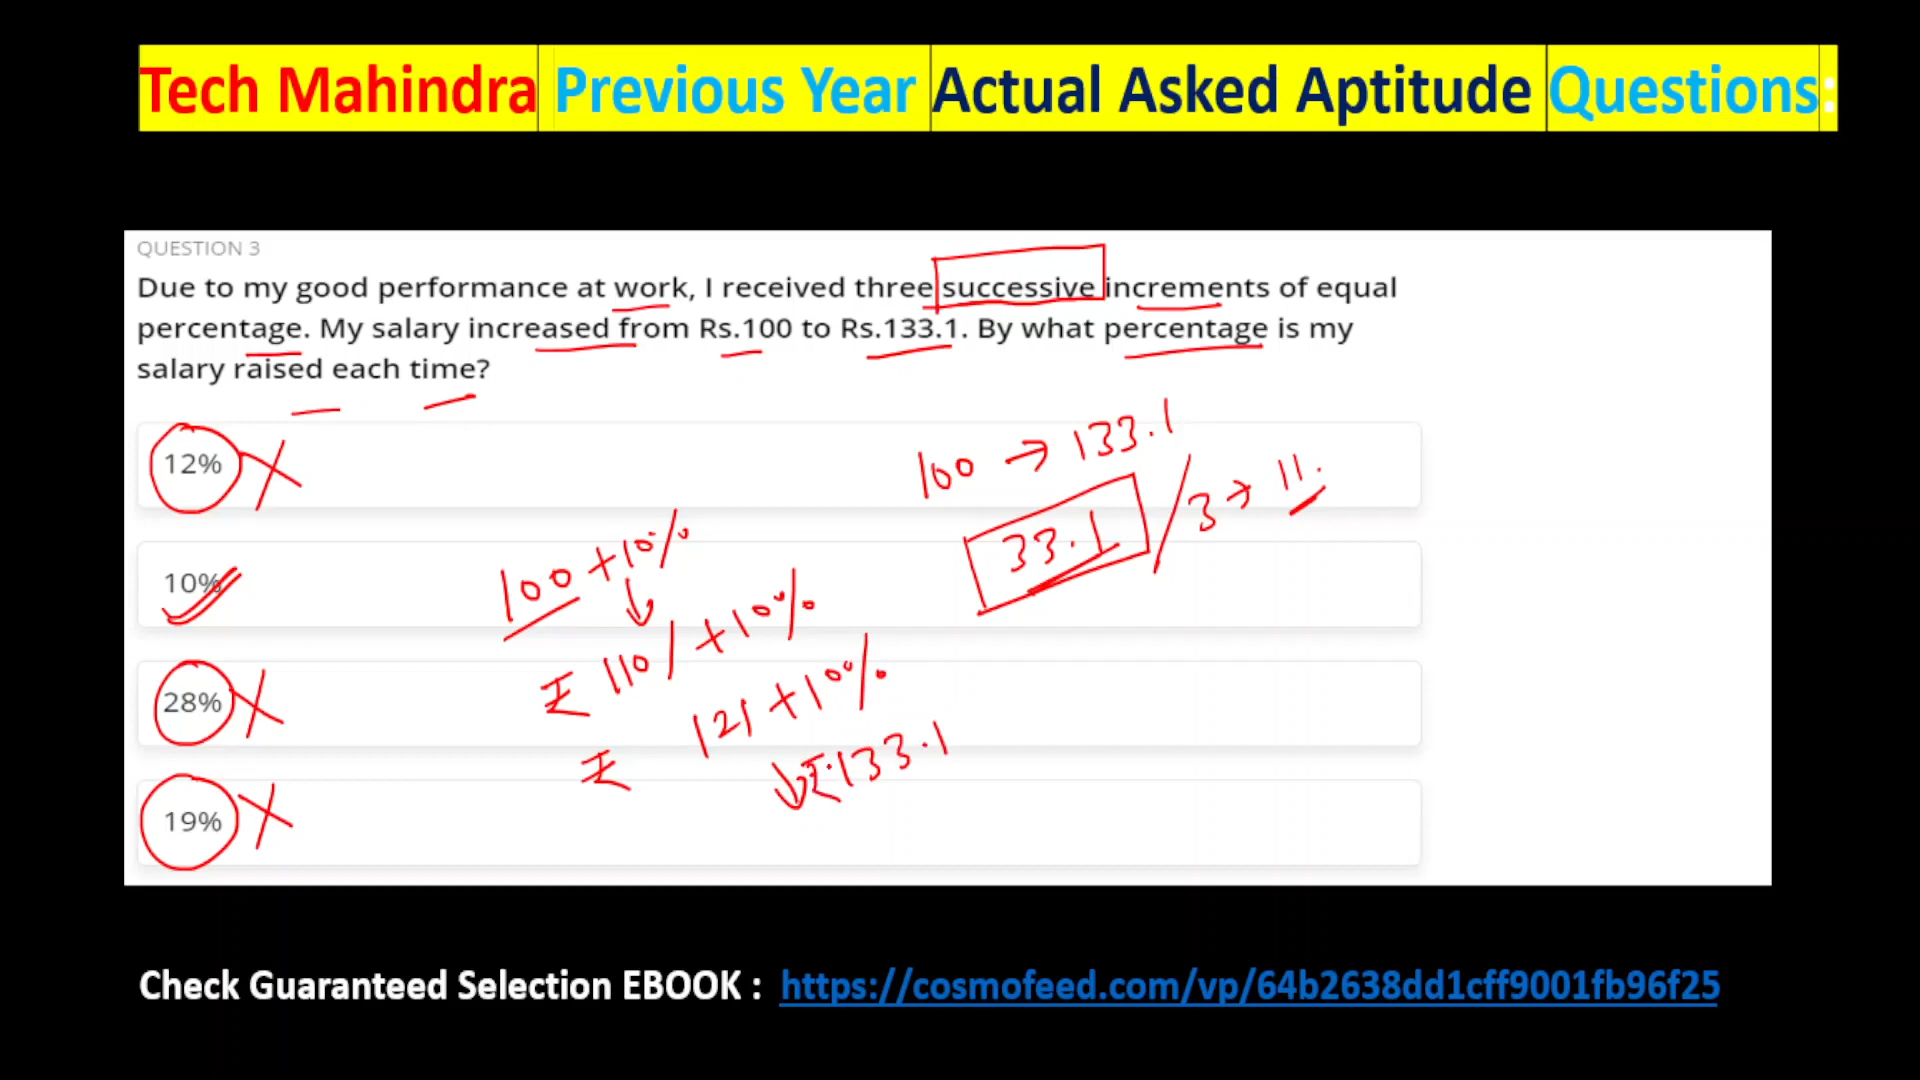 Tech Mahindra Previous Year Actual Asked Aptitude Questions:
QUESTION 3
Due to my good performance at work, I received three successive increments of equal
percentage. My salary increased from Rs.100 to Rs.133.1. By what percentage is my
salary raised each time?
12% X
100 → 133.1
33.1 / 3 → 11.
10%
100 + 10%
₹ 110 / + 10%
28% X
₹ 121 + 10%
₹ 133.1
19% X
Check Guaranteed Selection EBOOK : https://cosmofeed.com/vp/64b2638dd1cff9001fb96f25